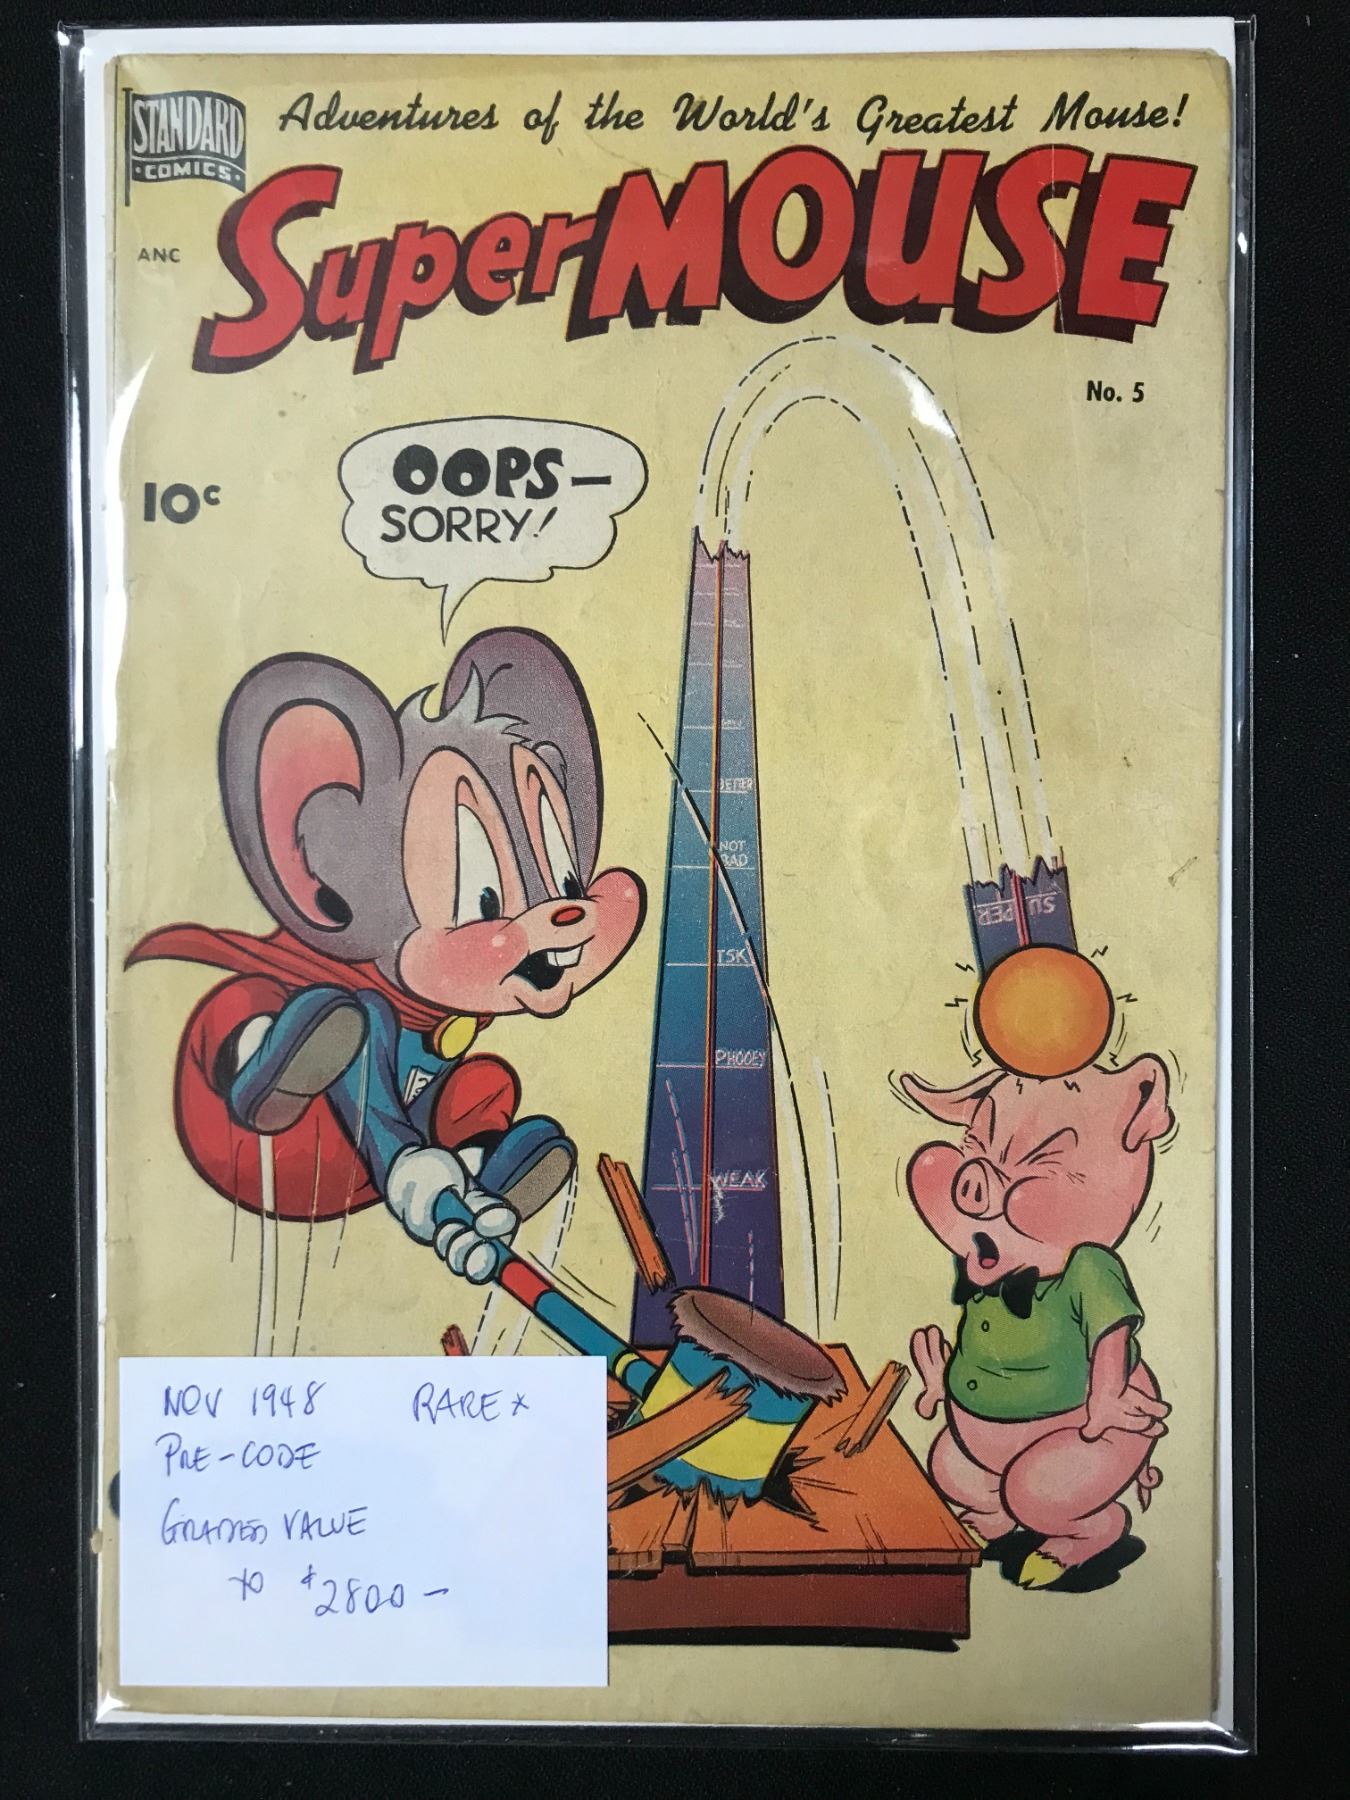 STANDARD
•COMICS•
Adventures of the World's Greatest Mouse!
SuperMOUSE
ANC
No. 5
10c
OOPS—
SORRY!
BETTER
NOT
BAD
SUPER
TSK
PHOOEY
WEAK
NOV 1948 RARE*
PRE-CODE
GRADED VALUE
TO $2800—